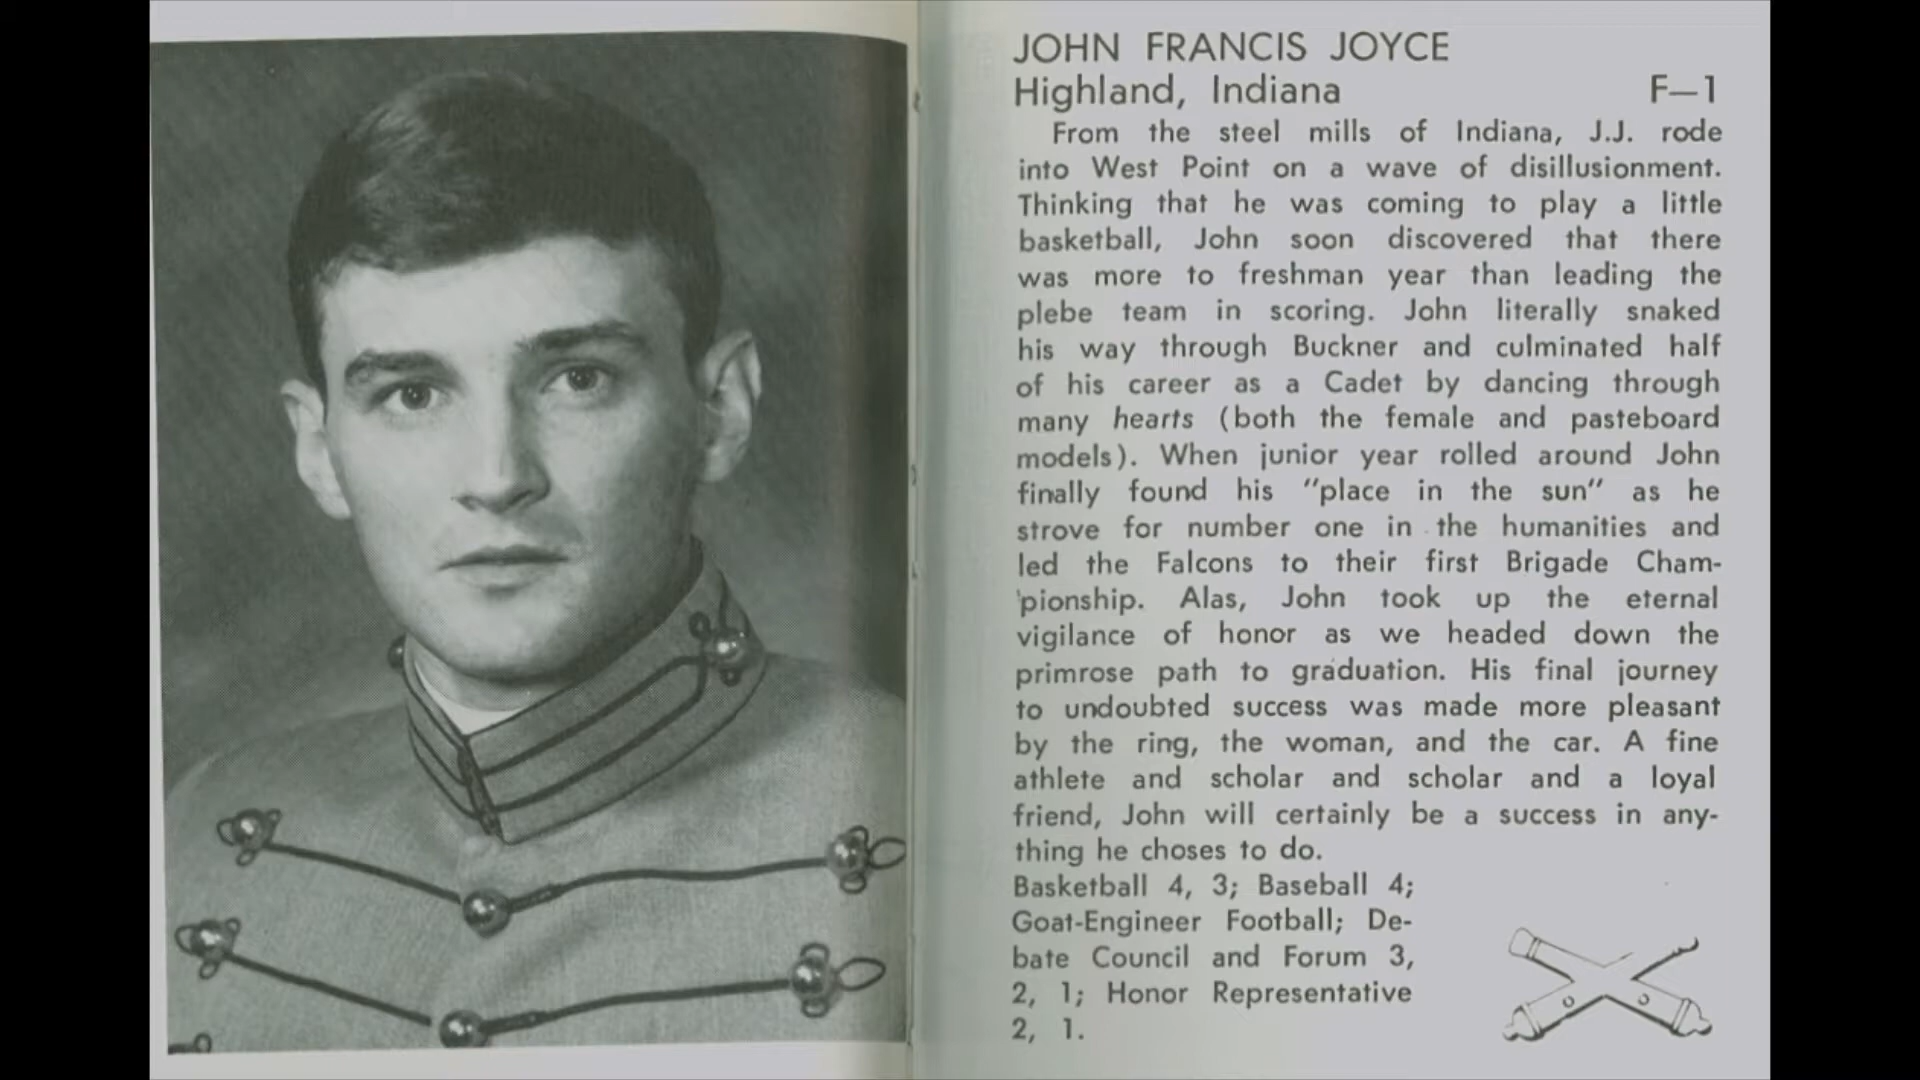 JOHN FRANCIS JOYCE
Highland, Indiana F—1
From the steel mills of Indiana, J.J. rode
into West Point on a wave of disillusionment.
Thinking that he was coming to play a little
basketball, John soon discovered that there
was more to freshman year than leading the
plebe team in scoring. John literally snaked
his way through Buckner and culminated half
of his career as a Cadet by dancing through
many hearts (both the female and pasteboard
models). When junior year rolled around John
finally found his "place in the sun" as he
strove for number one in the humanities and
led the Falcons to their first Brigade Cham-
pionship. Alas, John took up the eternal
vigilance of honor as we headed down the
primrose path to graduation. His final journey
to undoubted success was made more pleasant
by the ring, the woman, and the car. A fine
athlete and scholar and scholar and a loyal
friend, John will certainly be a success in any-
thing he choses to do.
Basketball 4, 3; Baseball 4;
Goat-Engineer Football; De-
bate Council and Forum 3,
2, 1; Honor Representative
2, 1.